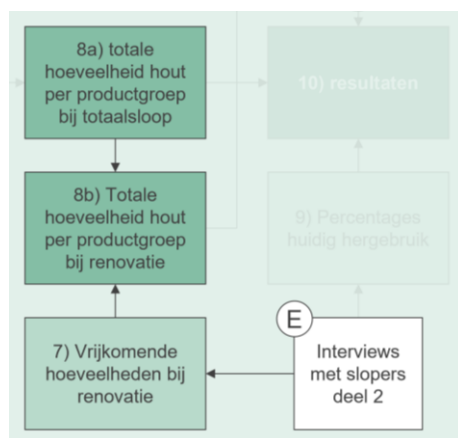 8a) totale
hoeveelheid hout
per productgroep
bij totaalsloop
10) resultaten
8b) Totale
hoeveelheid hout
per productgroep
bij renovatie
9) Percentages
huidig hergebruik
E
7) Vrijkomende
hoeveelheden bij
renovatie
Interviews
met slopers
deel 2